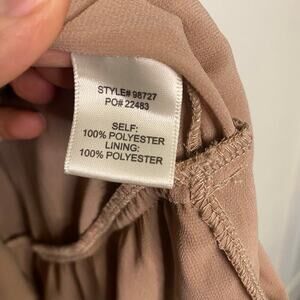 STYLE# 98727
PO# 22483
SELF:
100% POLYESTER
LINING:
100% POLYESTER